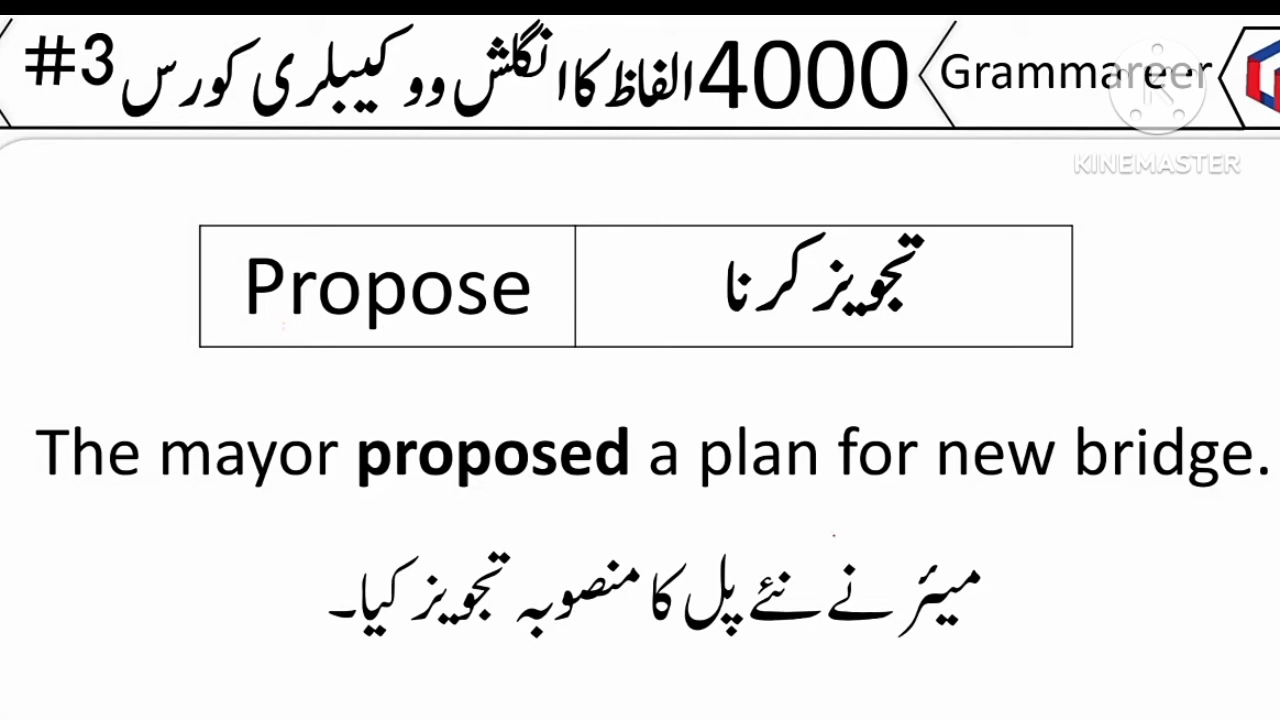 4000 الفاظ کا انگلش ووکیبلری کورس #3
Grammareer
KINEMASTER
Propose
تجویز کرنا
The mayor proposed a plan for new bridge.
میئر نے نئے پل کا منصوبہ تجویز کیا۔